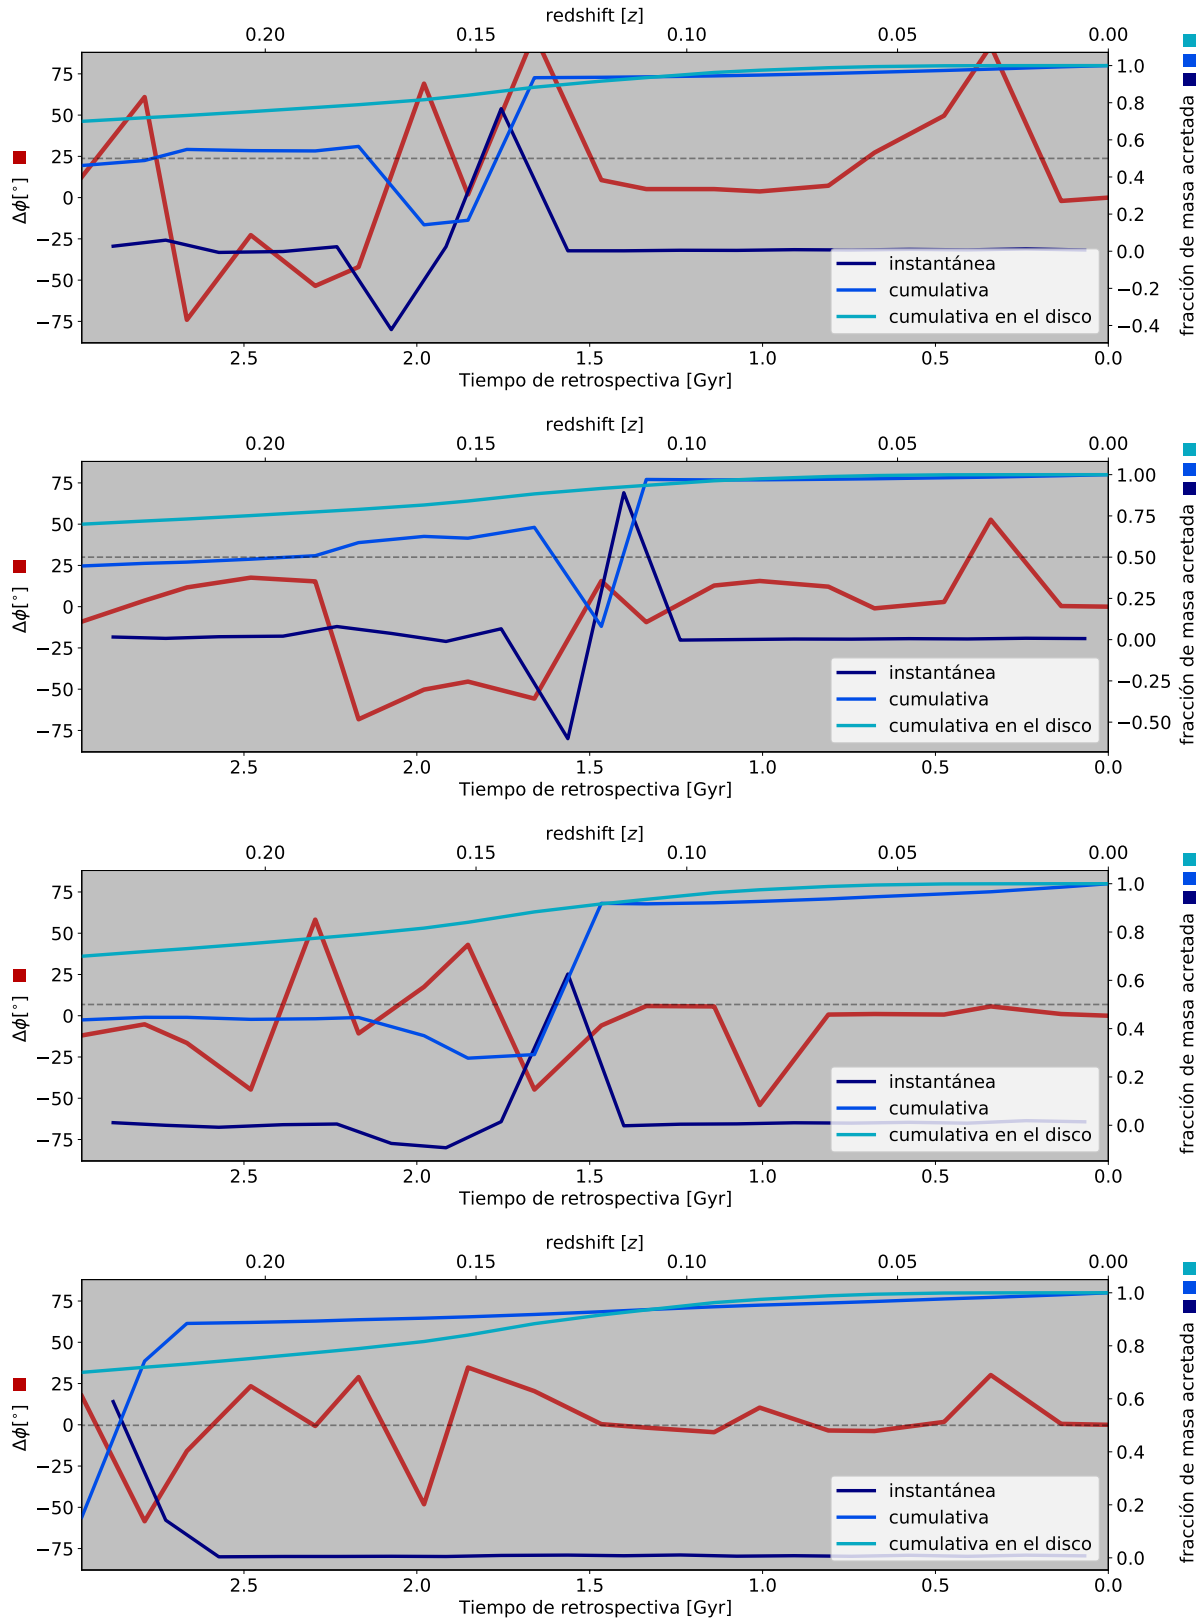 redshift [z]
0.20 0.15 0.10 0.05 0.00
75 50 25 0 −25 −50 −75
Δϕ[°]
1.0 0.8 0.6 0.4 0.2 0.0 −0.2 −0.4
fracción de masa acretada
instantánea
cumulativa
cumulativa en el disco
2.5 2.0 1.5 1.0 0.5 0.0
Tiempo de retrospectiva [Gyr]
redshift [z]
0.20 0.15 0.10 0.05 0.00
75 50 25 0 −25 −50 −75
Δϕ[°]
1.00 0.75 0.50 0.25 0.00 −0.25 −0.50
fracción de masa acretada
instantánea
cumulativa
cumulativa en el disco
2.5 2.0 1.5 1.0 0.5 0.0
Tiempo de retrospectiva [Gyr]
redshift [z]
0.20 0.15 0.10 0.05 0.00
75 50 25 0 −25 −50 −75
Δϕ[°]
1.0 0.8 0.6 0.4 0.2 0.0
fracción de masa acretada
instantánea
cumulativa
cumulativa en el disco
2.5 2.0 1.5 1.0 0.5 0.0
Tiempo de retrospectiva [Gyr]
redshift [z]
0.20 0.15 0.10 0.05 0.00
75 50 25 0 −25 −50 −75
Δϕ[°]
1.0 0.8 0.6 0.4 0.2 0.0
fracción de masa acretada
instantánea
cumulativa
cumulativa en el disco
2.5 2.0 1.5 1.0 0.5 0.0
Tiempo de retrospectiva [Gyr]